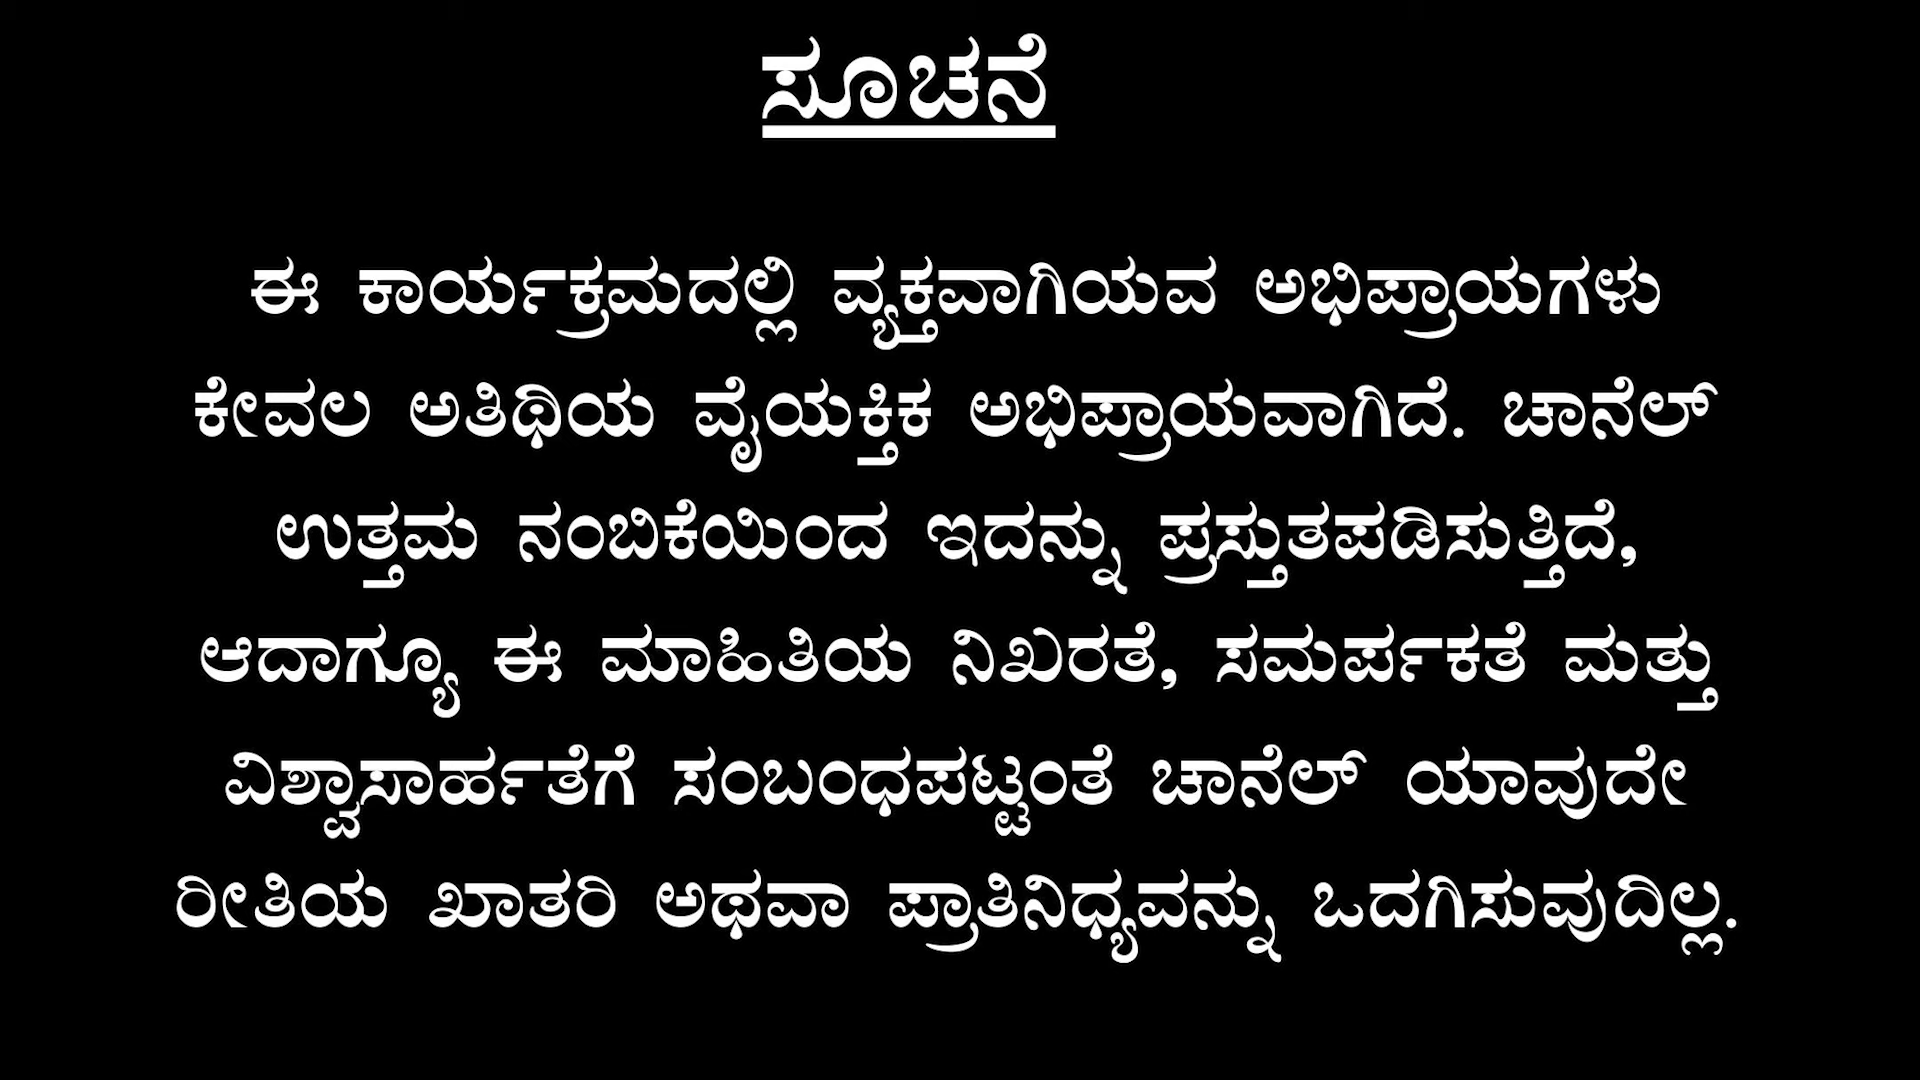 ಸೂಚನೆ
ಈ ಕಾರ್ಯಕ್ರಮದಲ್ಲಿ ವ್ಯಕ್ತವಾಗಿಯವ ಅಭಿಪ್ರಾಯಗಳು
ಕೇವಲ ಅತಿಥಿಯ ವೈಯಕ್ತಿಕ ಅಭಿಪ್ರಾಯವಾಗಿದೆ. ಚಾನೆಲ್
ಉತ್ತಮ ನಂಬಿಕೆಯಿಂದ ಇದನ್ನು ಪ್ರಸ್ತುತಪಡಿಸುತ್ತಿದೆ,
ಆದಾಗ್ಯೂ ಈ ಮಾಹಿತಿಯ ನಿಖರತೆ, ಸಮರ್ಪಕತೆ ಮತ್ತು
ವಿಶ್ವಾಸಾರ್ಹತೆಗೆ ಸಂಬಂಧಪಟ್ಟಂತೆ ಚಾನೆಲ್ ಯಾವುದೇ
ರೀತಿಯ ಖಾತರಿ ಅಥವಾ ಪ್ರಾತಿನಿಧ್ಯವನ್ನು ಒದಗಿಸುವುದಿಲ್ಲ.